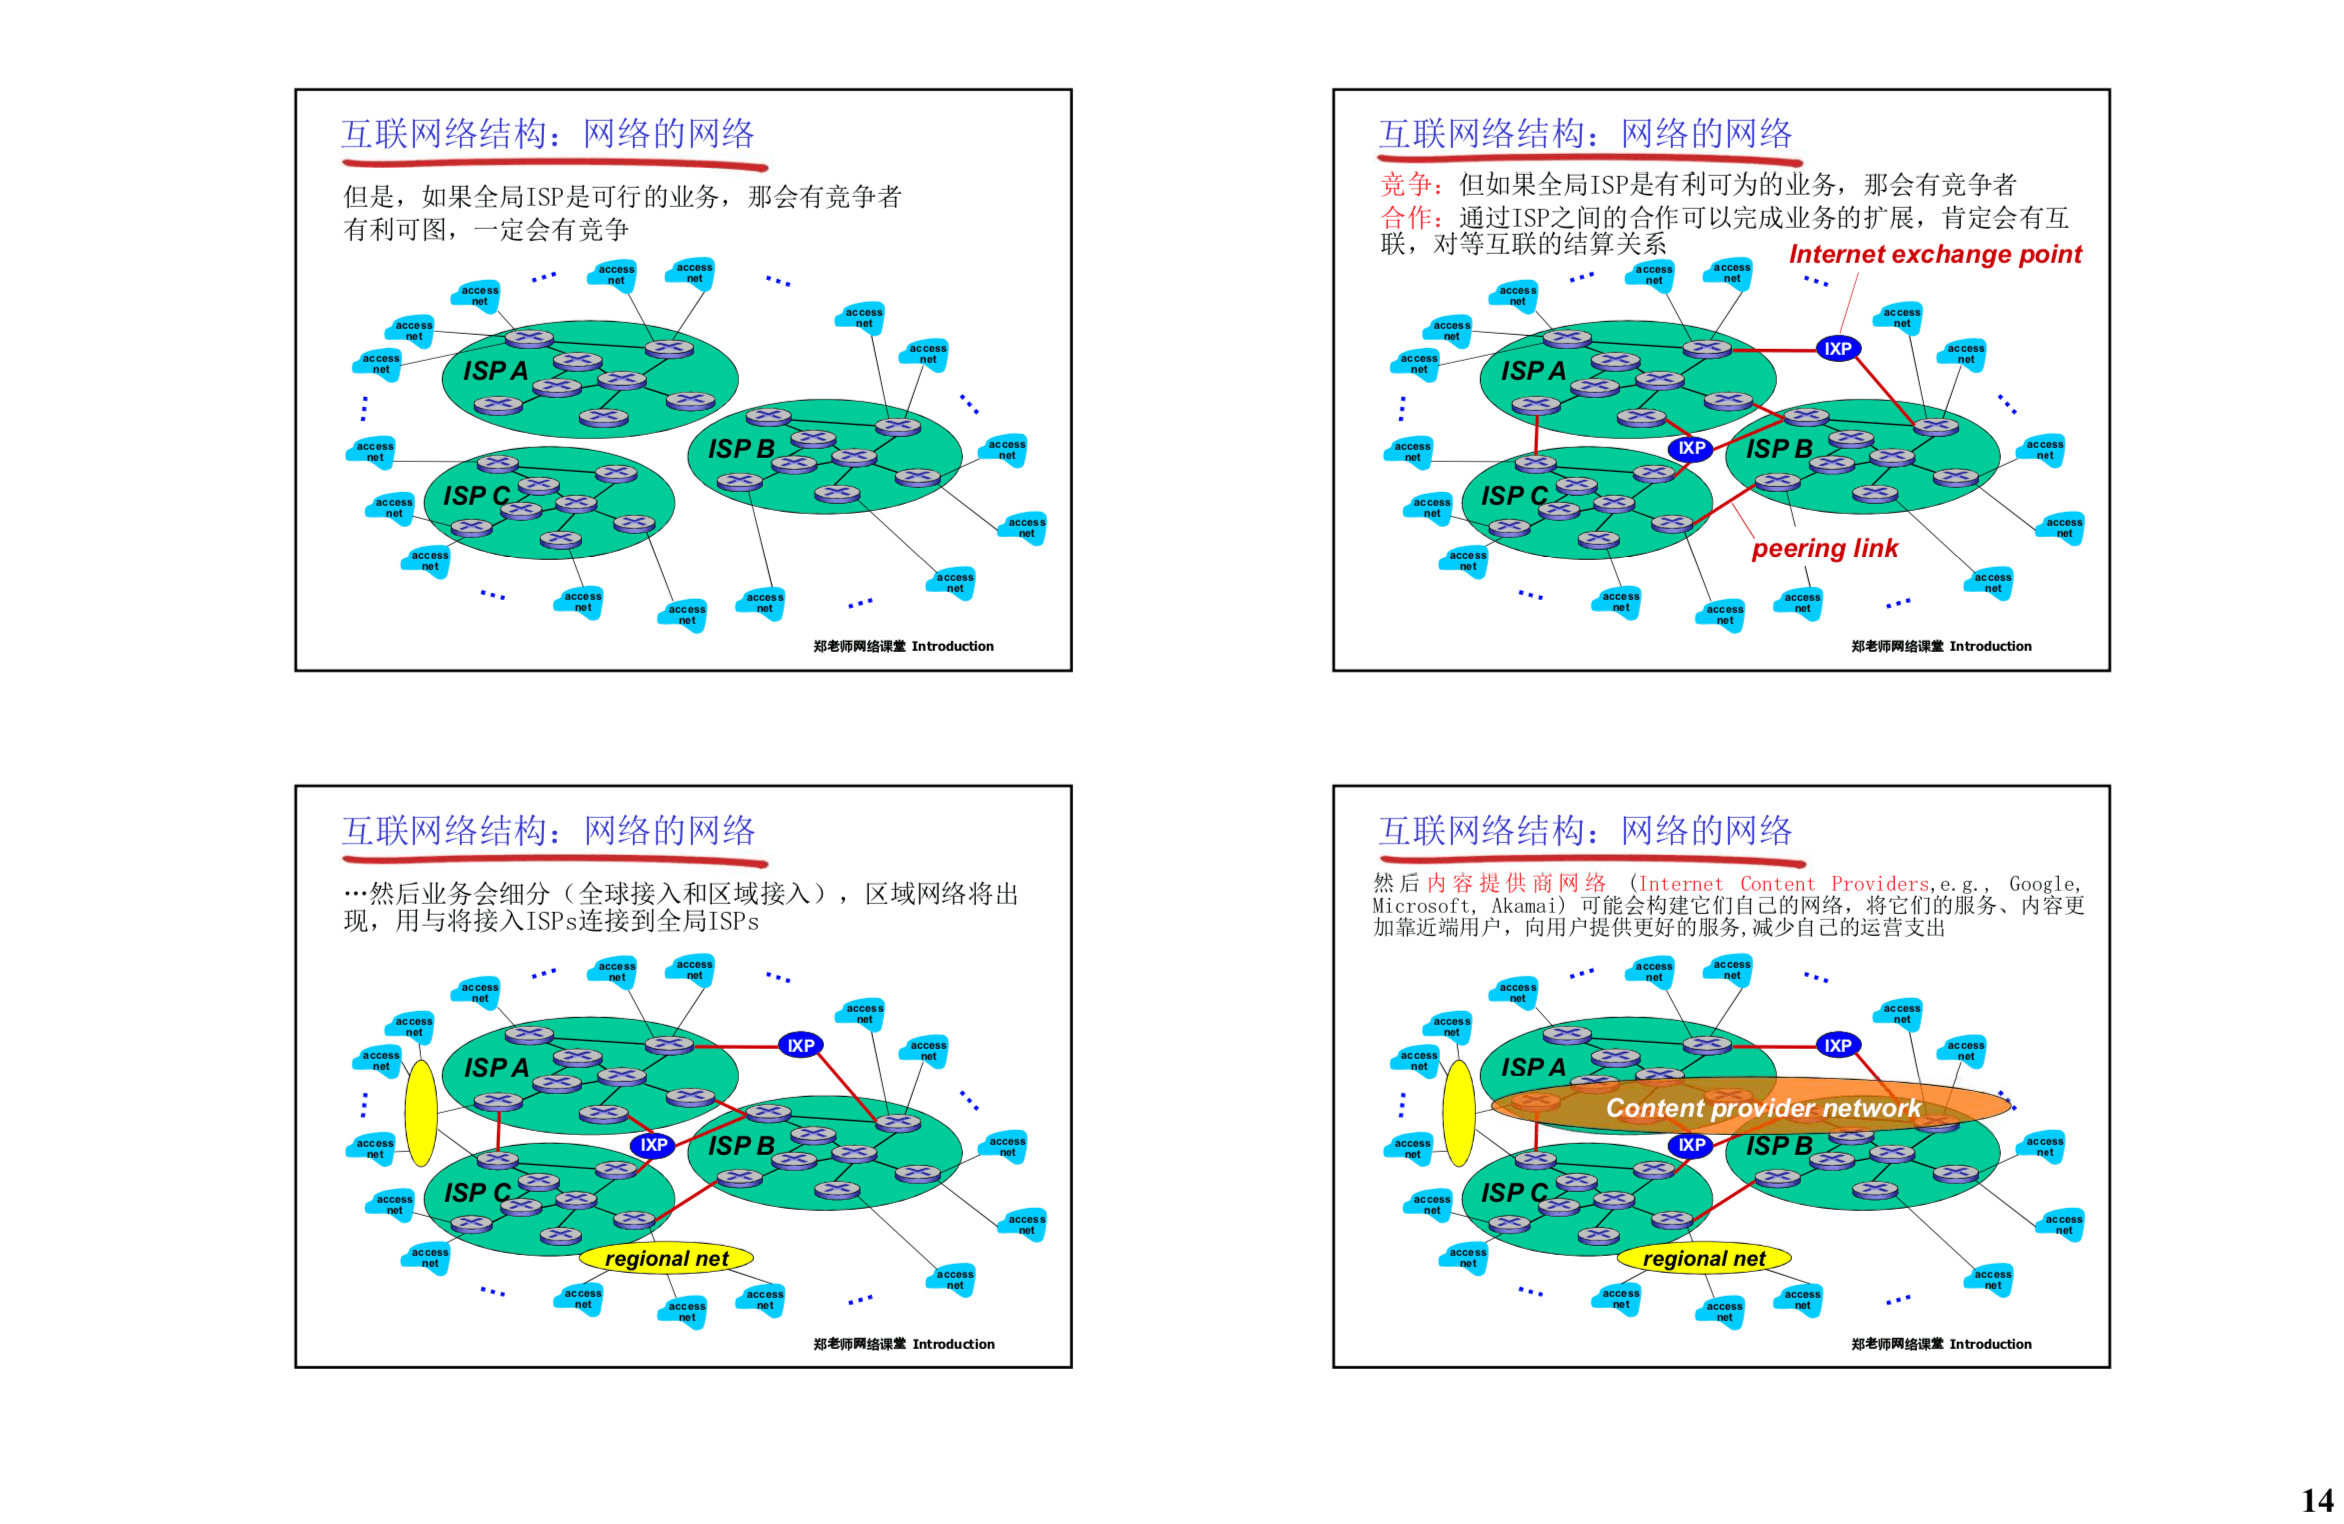 互联网络结构：网络的网络
但是，如果全局ISP是可行的业务，那会有竞争者
有利可图，一定会有竞争
access
net
access
net
access
net
access
net
access
net
access
net
access
net
ISP A
ISP B
ISP C
access
net
access
net
access
net
access
net
access
net
access
net
access
net
access
net
access
net
郑老师网络课堂 Introduction
互联网络结构：网络的网络
竞争：但如果全局ISP是有利可为的业务，那会有竞争者
合作：通过ISP之间的合作可以完成业务的扩展，肯定会有互
联，对等互联的结算关系
Internet exchange point
access
net
access
net
access
net
access
net
access
net
access
net
access
net
IXP
ISP A
IXP
ISP B
ISP C
peering link
access
net
access
net
access
net
access
net
access
net
access
net
access
net
access
net
access
net
郑老师网络课堂 Introduction
互联网络结构：网络的网络
…然后业务会细分（全球接入和区域接入），区域网络将出
现，用与将接入ISPs连接到全局ISPs
access
net
access
net
access
net
access
net
access
net
access
net
access
net
IXP
ISP A
IXP
ISP B
ISP C
regional net
access
net
access
net
access
net
access
net
access
net
access
net
access
net
access
net
access
net
郑老师网络课堂 Introduction
互联网络结构：网络的网络
然后内容提供商网络 (Internet Content Providers,e.g., Google,
Microsoft, Akamai) 可能会构建它们自己的网络，将它们的服务、内容更
加靠近端用户，向用户提供更好的服务,减少自己的运营支出
access
net
access
net
access
net
access
net
access
net
access
net
access
net
IXP
ISP A
Content provider network
IXP
ISP B
ISP C
regional net
access
net
access
net
access
net
access
net
access
net
access
net
access
net
access
net
access
net
郑老师网络课堂 Introduction
14